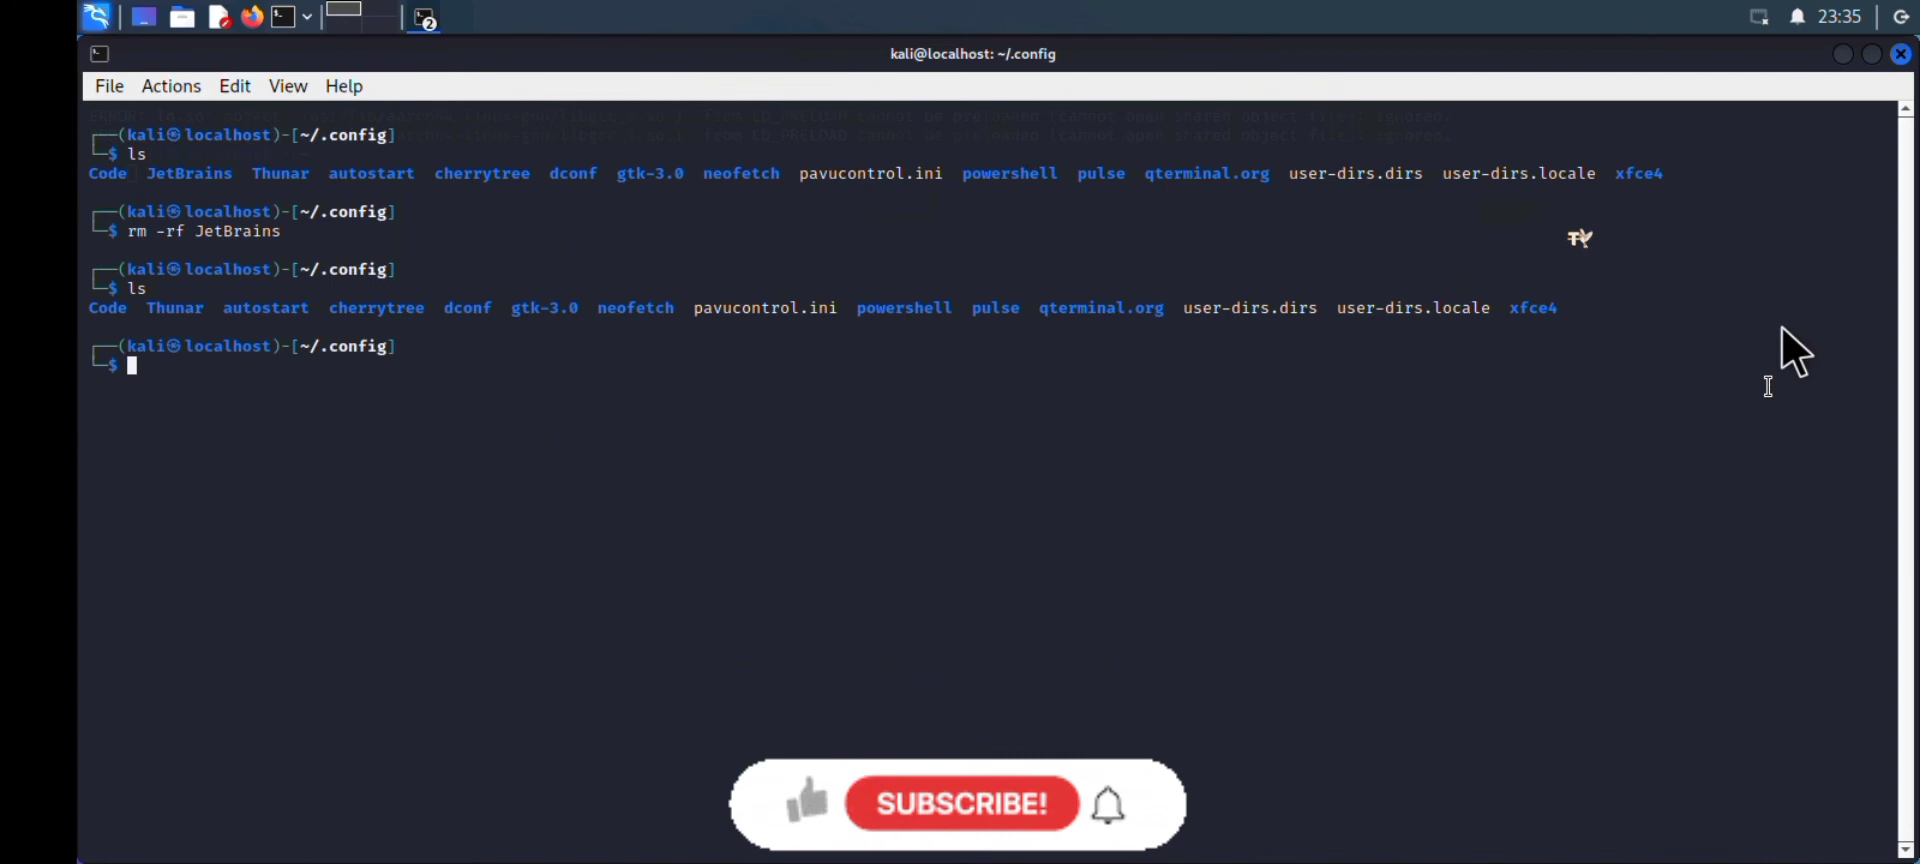 23:35
kali@localhost: ~/.config
File Actions Edit View Help
┌──(kali㉿localhost)-[~/.config]
└─$ ls
Code JetBrains Thunar autostart cherrytree dconf gtk-3.0 neofetch pavucontrol.ini powershell pulse qterminal.org user-dirs.dirs user-dirs.locale xfce4
┌──(kali㉿localhost)-[~/.config]
└─$ rm -rf JetBrains
┌──(kali㉿localhost)-[~/.config]
└─$ ls
Code Thunar autostart cherrytree dconf gtk-3.0 neofetch pavucontrol.ini powershell pulse qterminal.org user-dirs.dirs user-dirs.locale xfce4
┌──(kali㉿localhost)-[~/.config]
└─$
SUBSCRIBE!